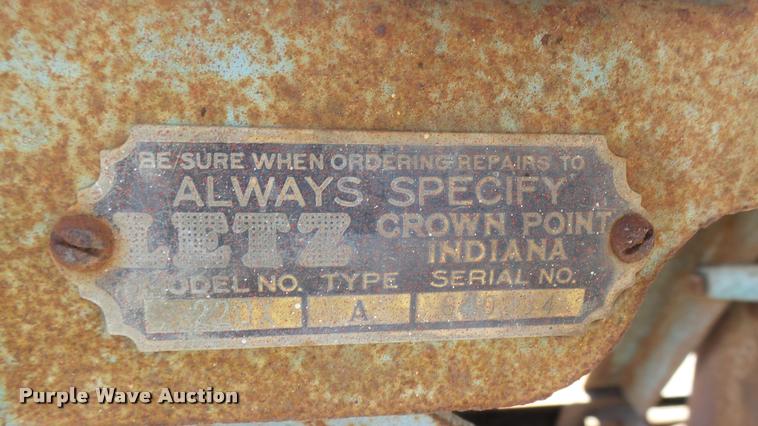 BE SURE WHEN ORDERING REPAIRS TO
ALWAYS SPECIFY
LETZ CROWN POINT
INDIANA
MODEL NO. TYPE SERIAL NO.
A
Purple Wave Auction